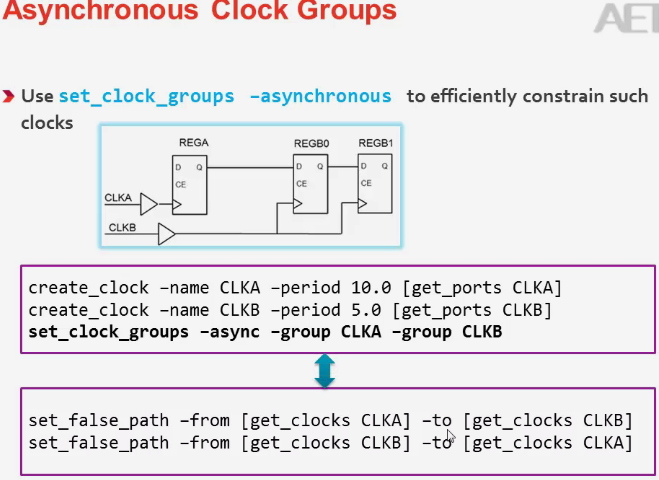 Asynchronous Clock Groups
AET
Use set_clock_groups –asynchronous to efficiently constrain such
clocks
REGA REGB0 REGB1
D Q D Q D Q
CE CE CE
CLKA
CLKB
create_clock –name CLKA –period 10.0 [get_ports CLKA]
create_clock –name CLKB –period 5.0 [get_ports CLKB]
set_clock_groups –async –group CLKA –group CLKB
set_false_path –from [get_clocks CLKA] –to [get_clocks CLKB]
set_false_path –from [get_clocks CLKB] –to [get_clocks CLKA]